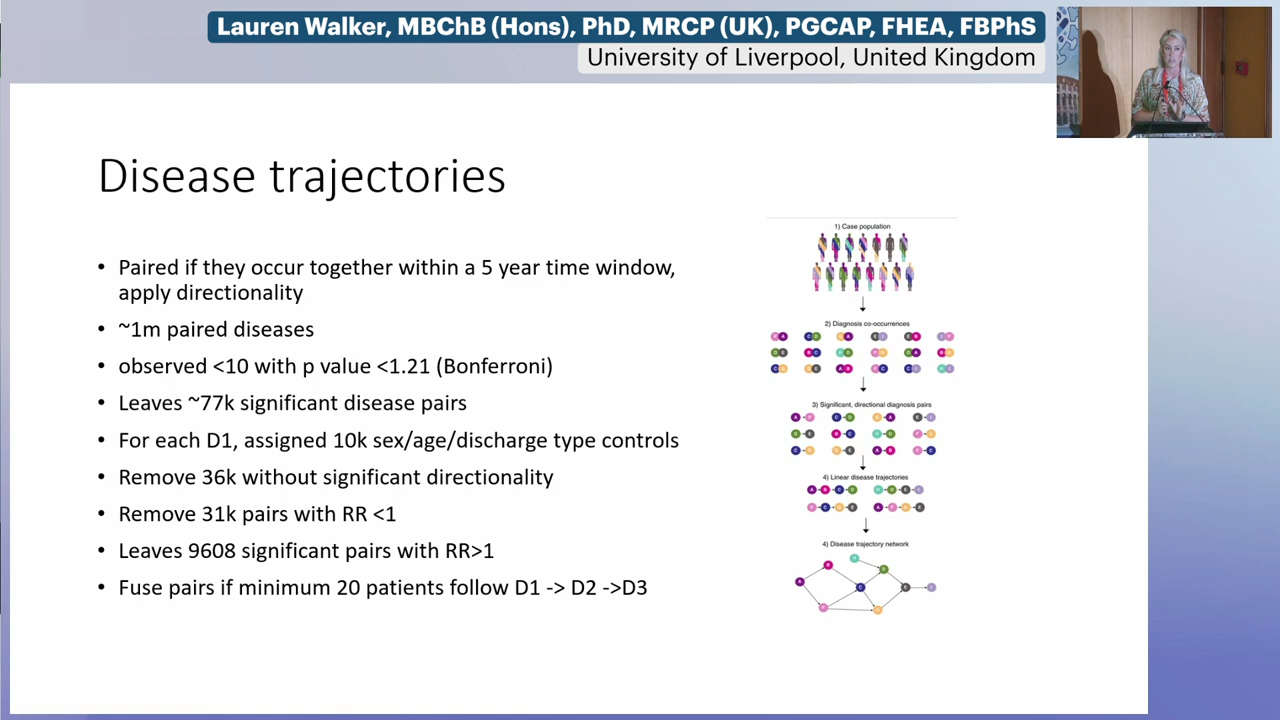 Lauren Walker, MBChB (Hons), PhD, MRCP (UK), PGCAP, FHEA, FBPhS
University of Liverpool, United Kingdom
Disease trajectories
• Paired if they occur together within a 5 year time window,
apply directionality
• ~1m paired diseases
• observed <10 with p value <1.21 (Bonferroni)
• Leaves ~77k significant disease pairs
• For each D1, assigned 10k sex/age/discharge type controls
• Remove 36k without significant directionality
• Remove 31k pairs with RR <1
• Leaves 9608 significant pairs with RR>1
• Fuse pairs if minimum 20 patients follow D1 -> D2 ->D3
1) Case population
2) Diagnosis co-occurrences
3) Significant, directional diagnosis pairs
4) Linear disease trajectories
4) Disease trajectory network